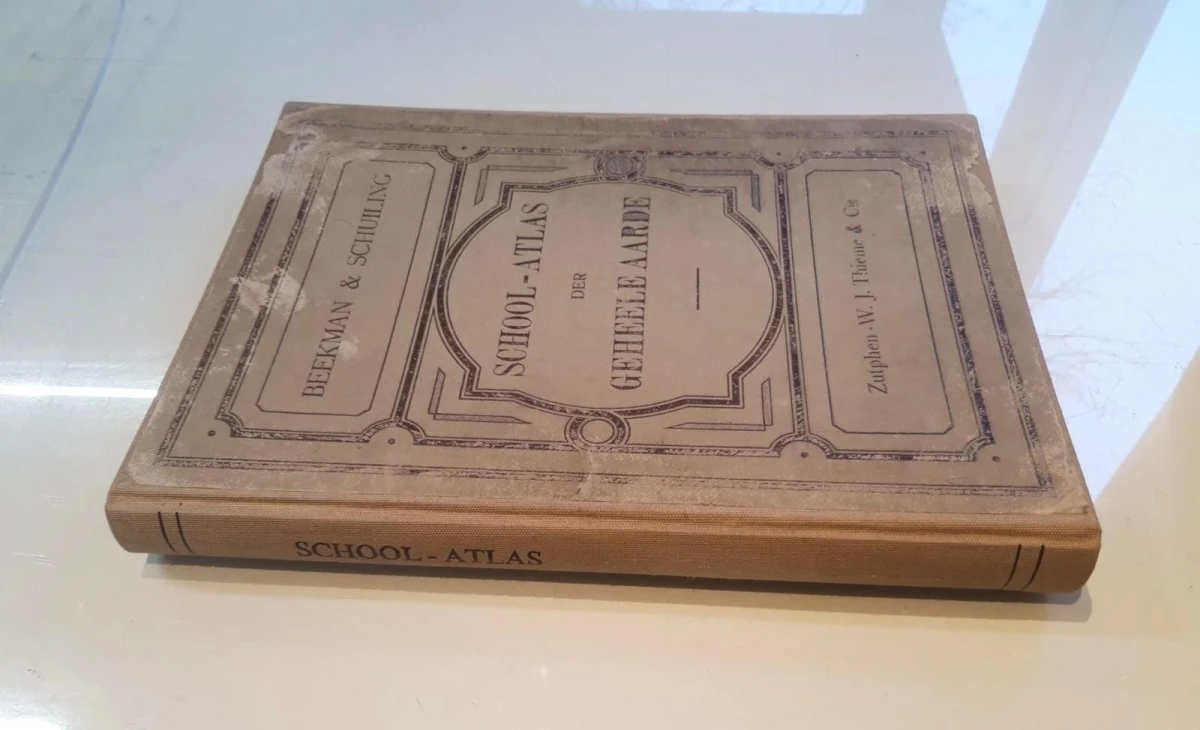 BEEKMAN & SCHUILING
SCHOOL-ATLAS
DER
GEHEELE AARDE
Zutphen - W. J. Thieme & Cie
SCHOOL - ATLAS